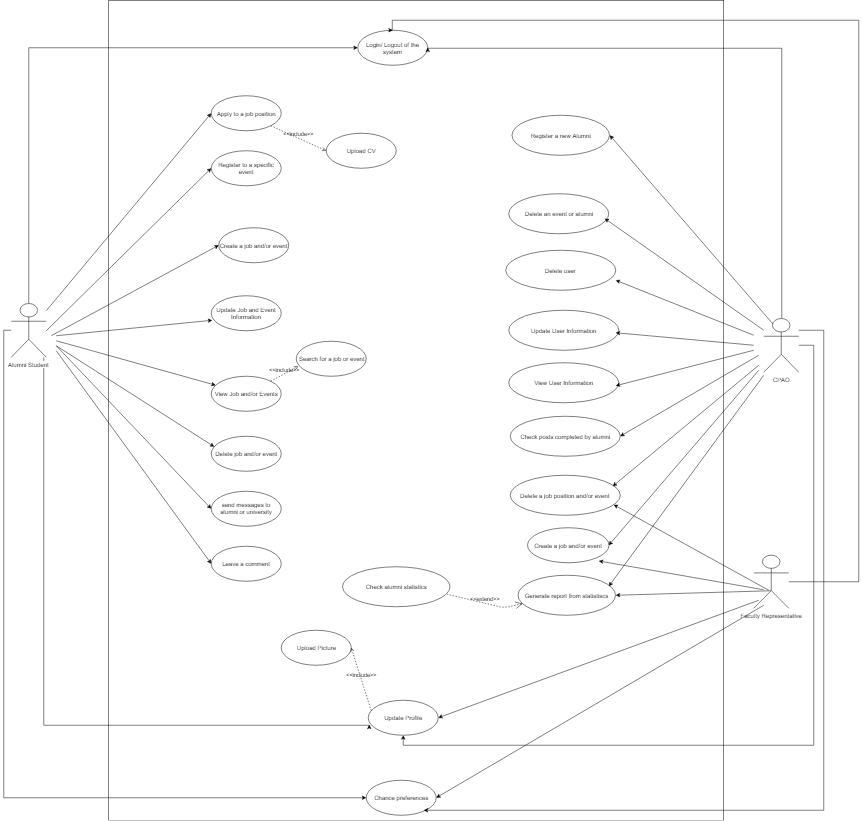 Login/ Logout of the
system
Apply to a job position
<<include>>
Upload CV
Register a new Alumni
Register to a specific
event
Delete an event or alumni
Create a job and/or event
Delete user
Update Job and Event
Information
Update User Information
Search for a job or event
Alumni Student
<<include>>
CPAO
View User Information
View Job and/or Events
Check posts completed by alumni
Delete job and/or event
Delete a job position and/or event
send messages to
alumni or university
Create a job and/or event
Leave a comment
Check alumni statistics
<<extend>>
Generate report from statistiacs
Faculty Representative
Upload Picture
<<include>>
Update Profile
Chance preferences